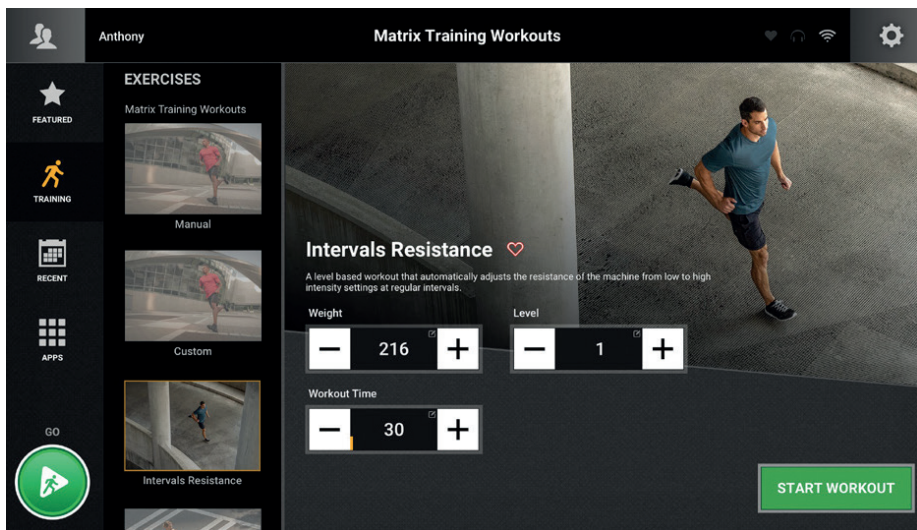 Anthony
Matrix Training Workouts
FEATURED
TRAINING
RECENT
APPS
GO
EXERCISES
Matrix Training Workouts
Manual
Custom
Intervals Resistance
Intervals Resistance
A level based workout that automatically adjusts the resistance of the machine from low to high
intensity settings at regular intervals.
Weight
Level
216
1
Workout Time
30
START WORKOUT